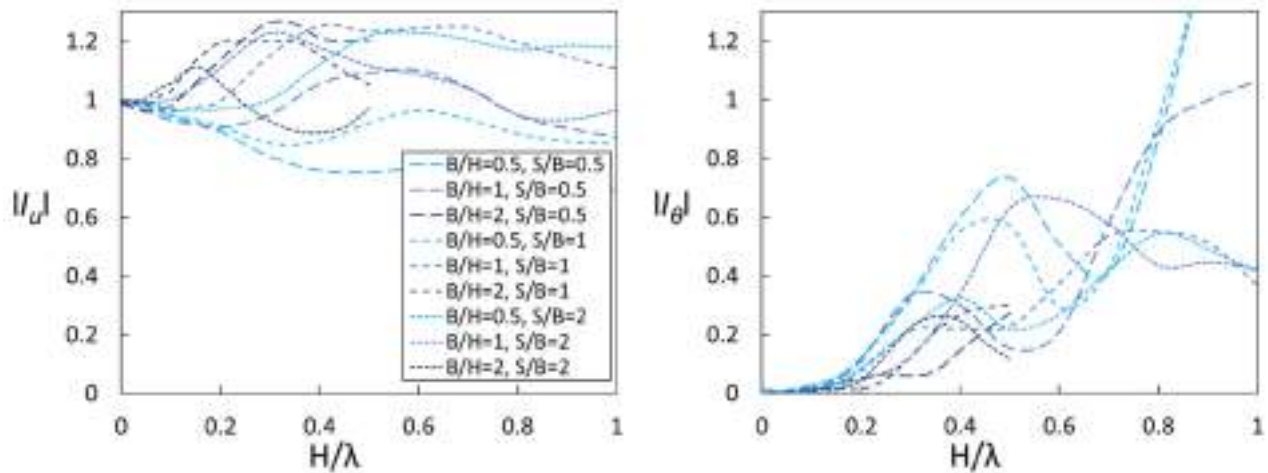 1.2
1
0.8
|I_u|
0.6
0.4
0.2
0
B/H=0.5, S/B=0.5
B/H=1, S/B=0.5
B/H=2, S/B=0.5
B/H=0.5, S/B=1
B/H=1, S/B=1
B/H=2, S/B=1
B/H=0.5, S/B=2
B/H=1, S/B=2
B/H=2, S/B=2
0 0.2 0.4 0.6 0.8 1
H/λ
1.2
1
0.8
|I_θ|
0.6
0.4
0.2
0
0 0.2 0.4 0.6 0.8 1
H/λ